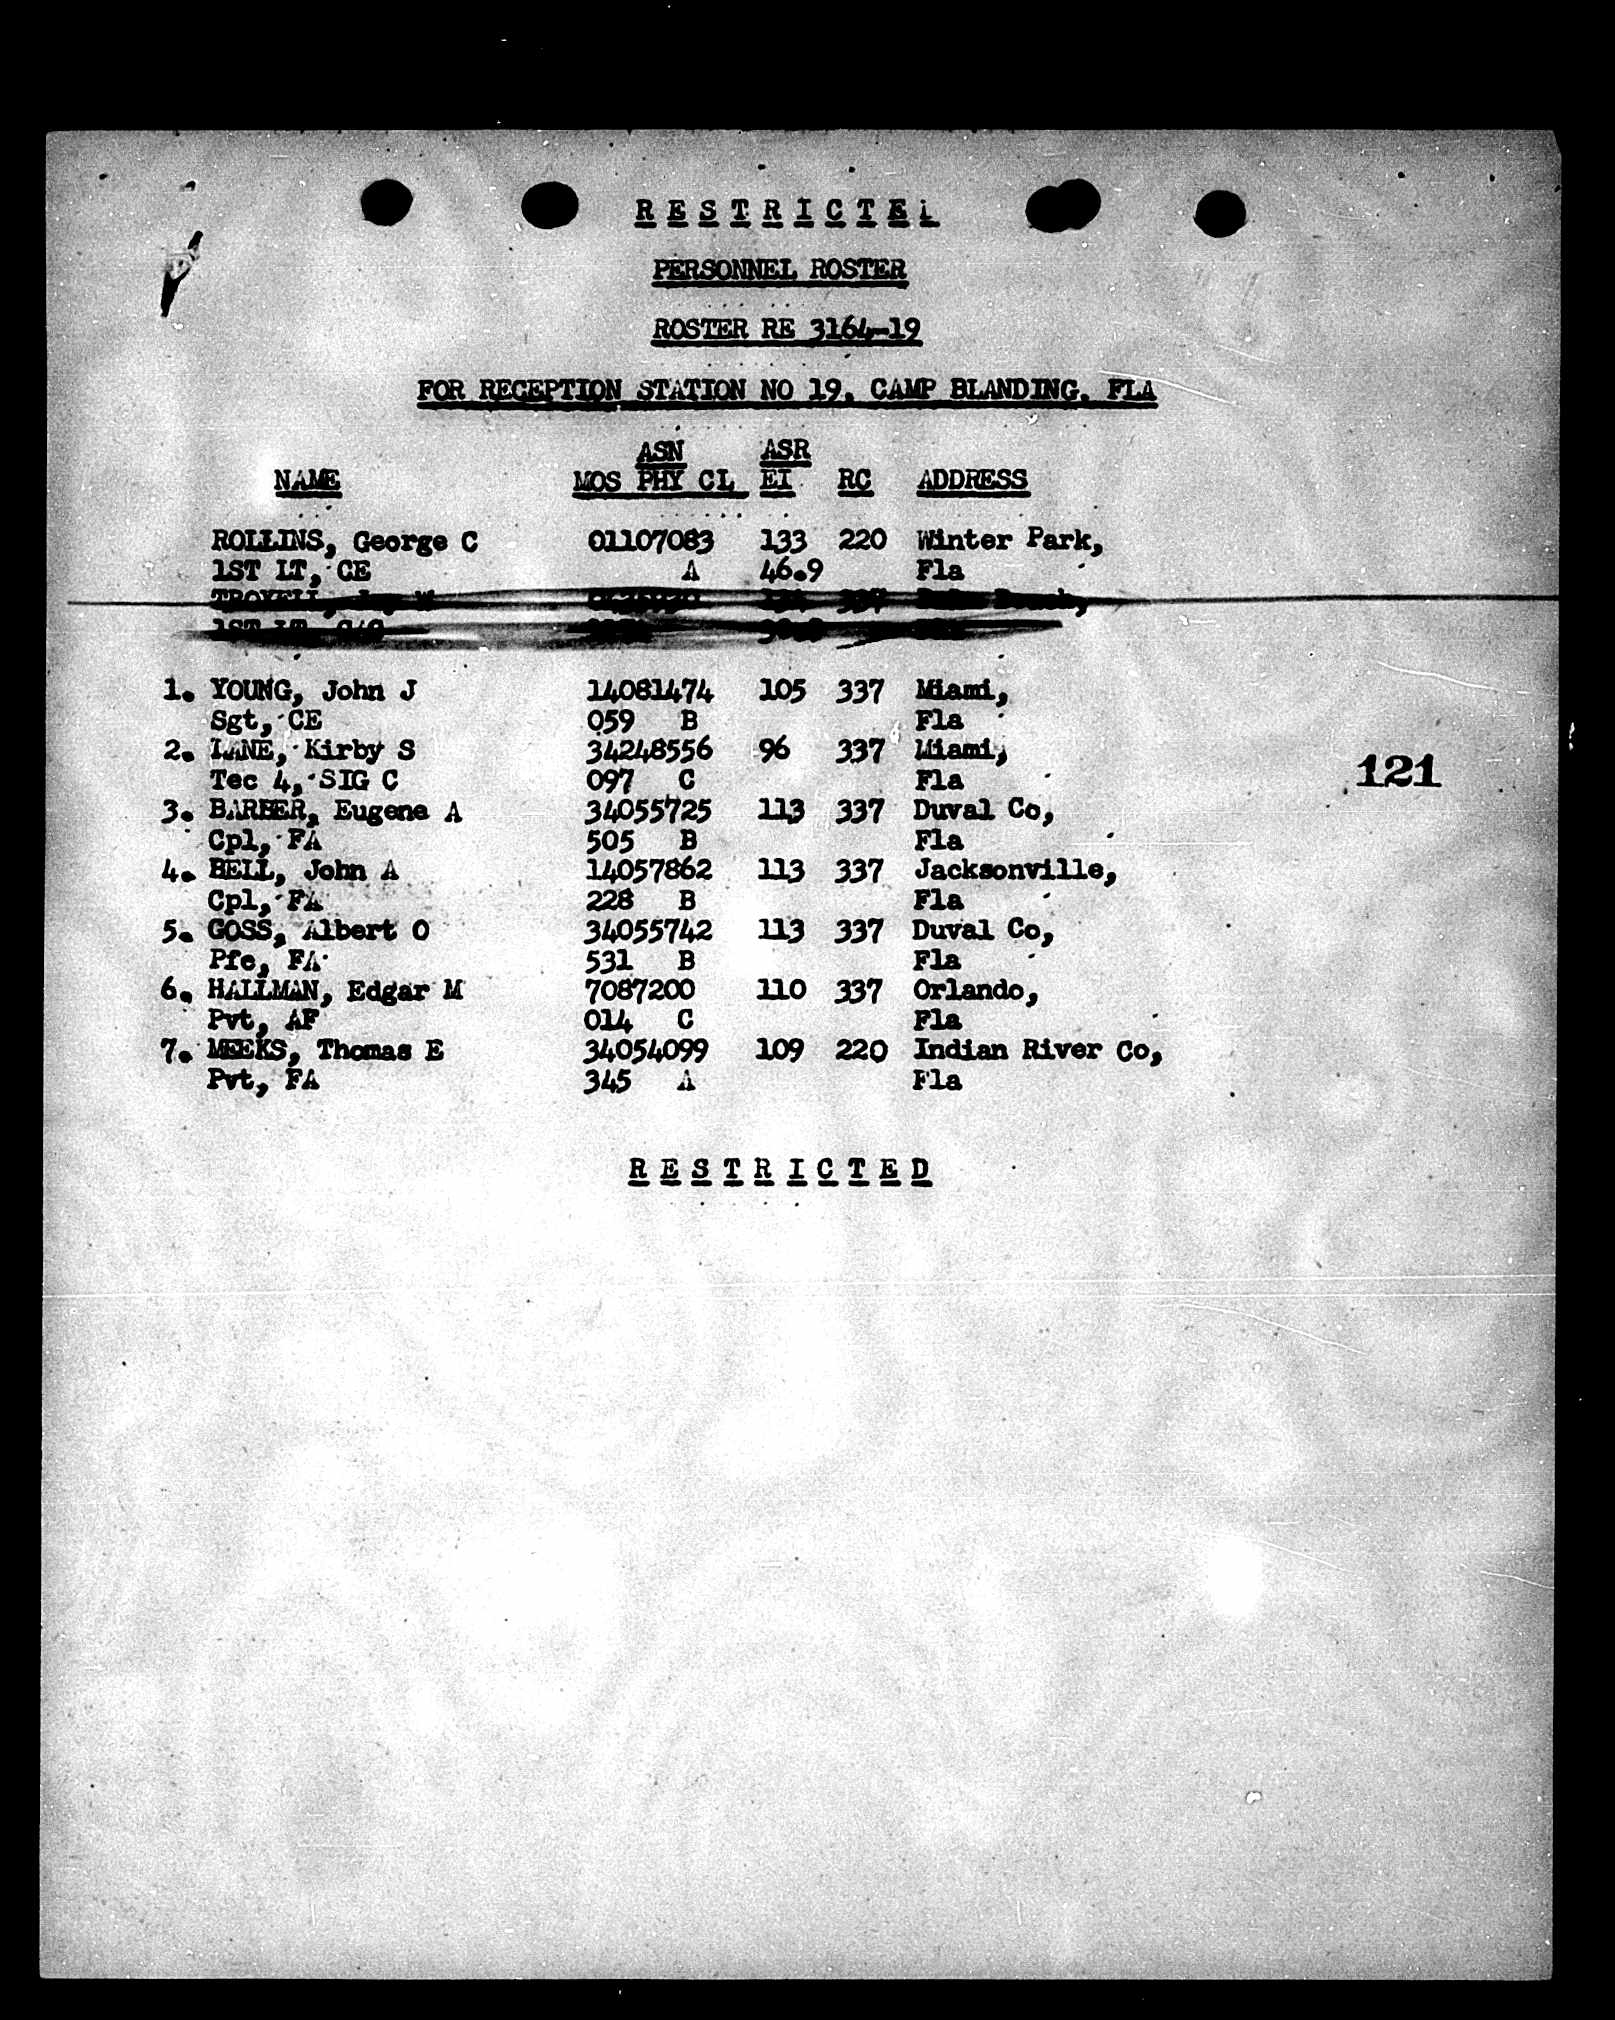 R E S T R I C T E D
PERSONNEL ROSTER
ROSTER RE 3164-19
FOR RECEPTION STATION NO 19, CAMP BLANDING, FLA
ASN ASR
NAME MOS PHY CL EI RC ADDRESS
ROLLINS, George C 01107083 133 220 Winter Park,
1ST LT, CE A 46.9 Fla
TROXELL, W 337
1ST LT,
1. YOUNG, John J 14081474 105 337 Miami,
Sgt, CE 059 B Fla
2. LANE, Kirby S 34248556 96 337 Miami,
Tec 4, SIG C 097 C Fla
121
3. BARBER, Eugene A 34055725 113 337 Duval Co,
Cpl, FA 505 B Fla
4. BELL, John A 14057862 113 337 Jacksonville,
Cpl, FA 228 B Fla
5. GOSS, Albert O 34055742 113 337 Duval Co,
Pfc, FA 531 B Fla
6. HALLMAN, Edgar M 7087200 110 337 Orlando,
Pvt, AF 014 C Fla
7. MEEKS, Thomas E 34054099 109 220 Indian River Co,
Pvt, FA 345 A Fla
R E S T R I C T E D